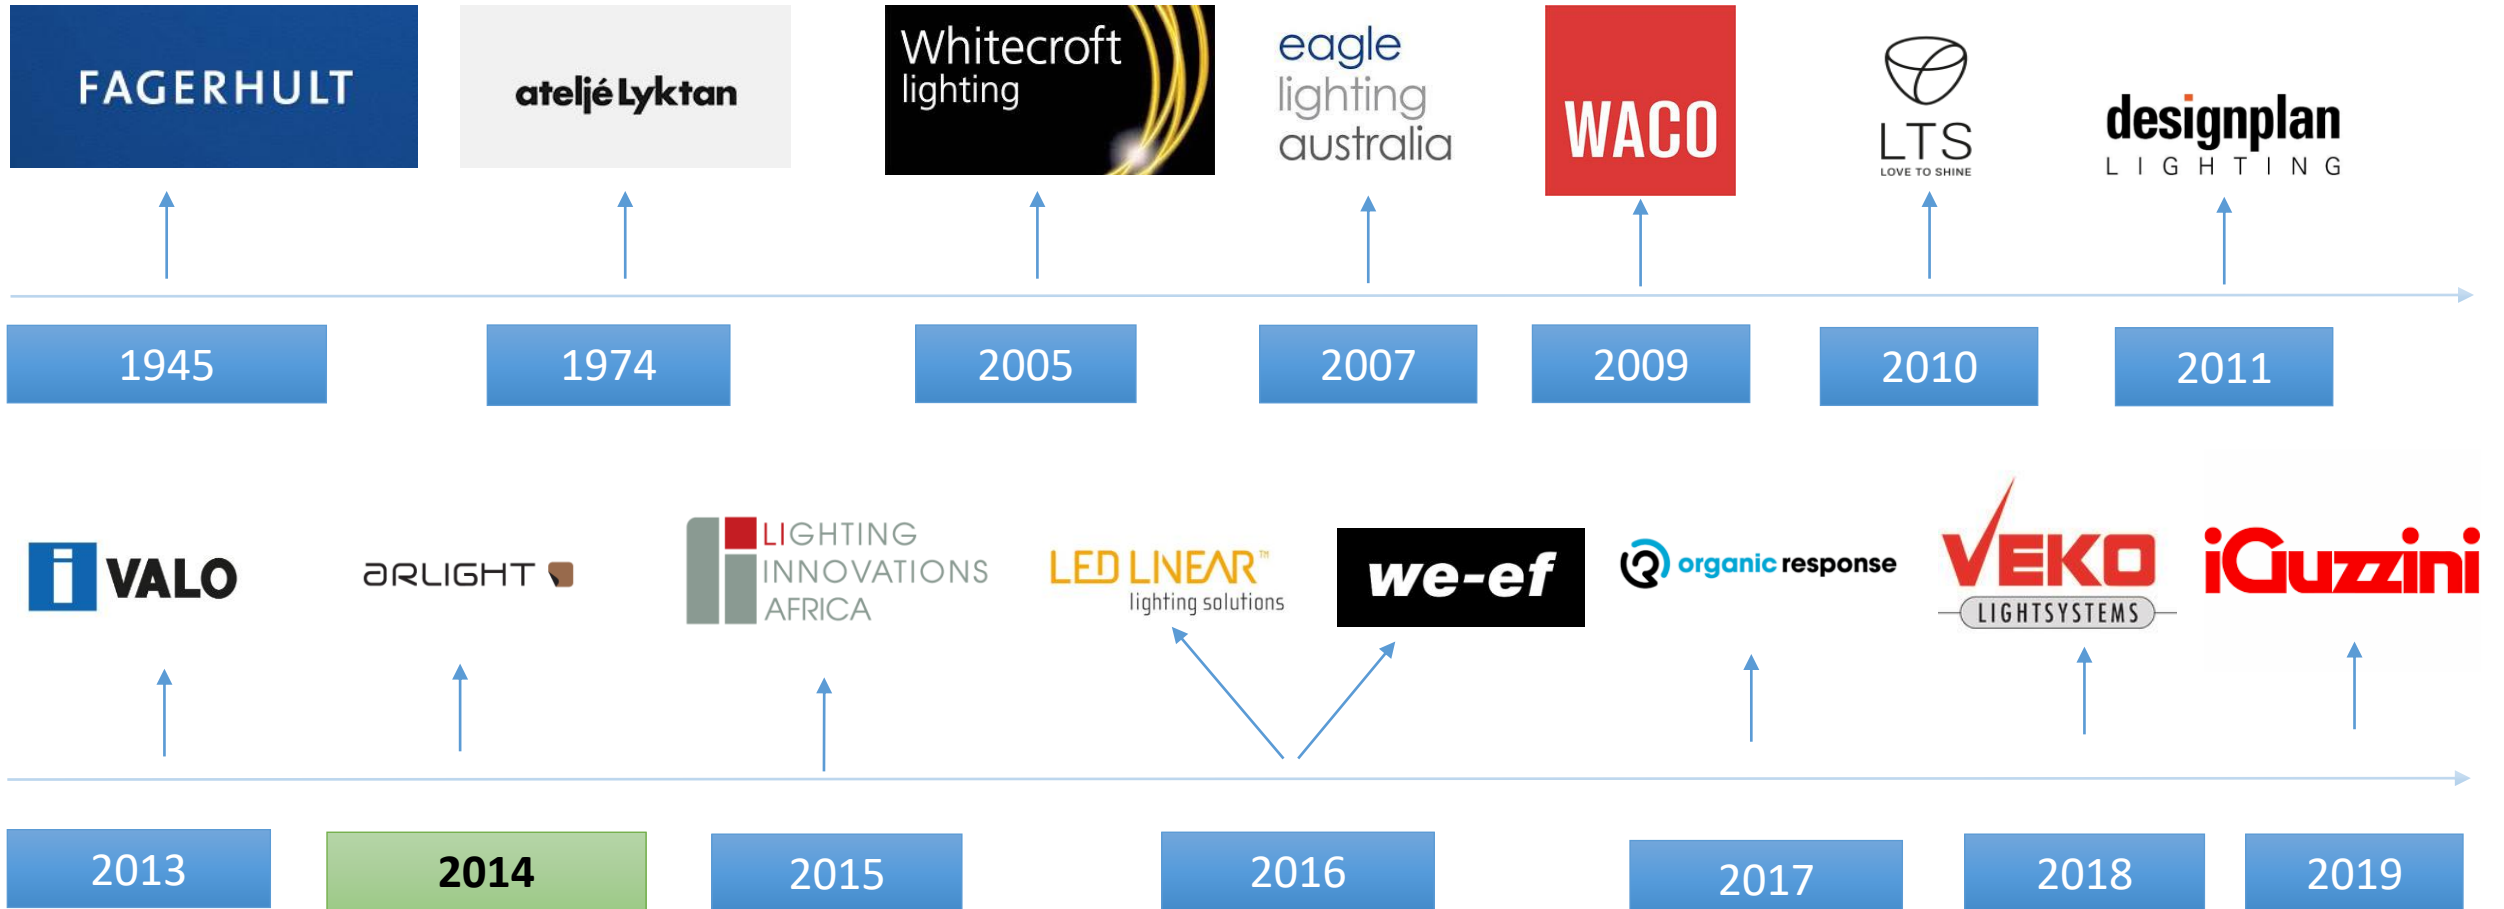 FAGERHULT
ateljé Lyktan
Whitecroft
lighting
eagle
lighting
australia
WACO
LTS
LOVE TO SHINE
designplan
LIGHTING
1945
1974
2005
2007
2009
2010
2011
i VALO
ARLIGHT
LIGHTING
INNOVATIONS
AFRICA
LED LINEAR™
lighting solutions
we-ef
organic response
VEKO
LIGHTSYSTEMS
iGuzzini
2013
2014
2015
2016
2017
2018
2019